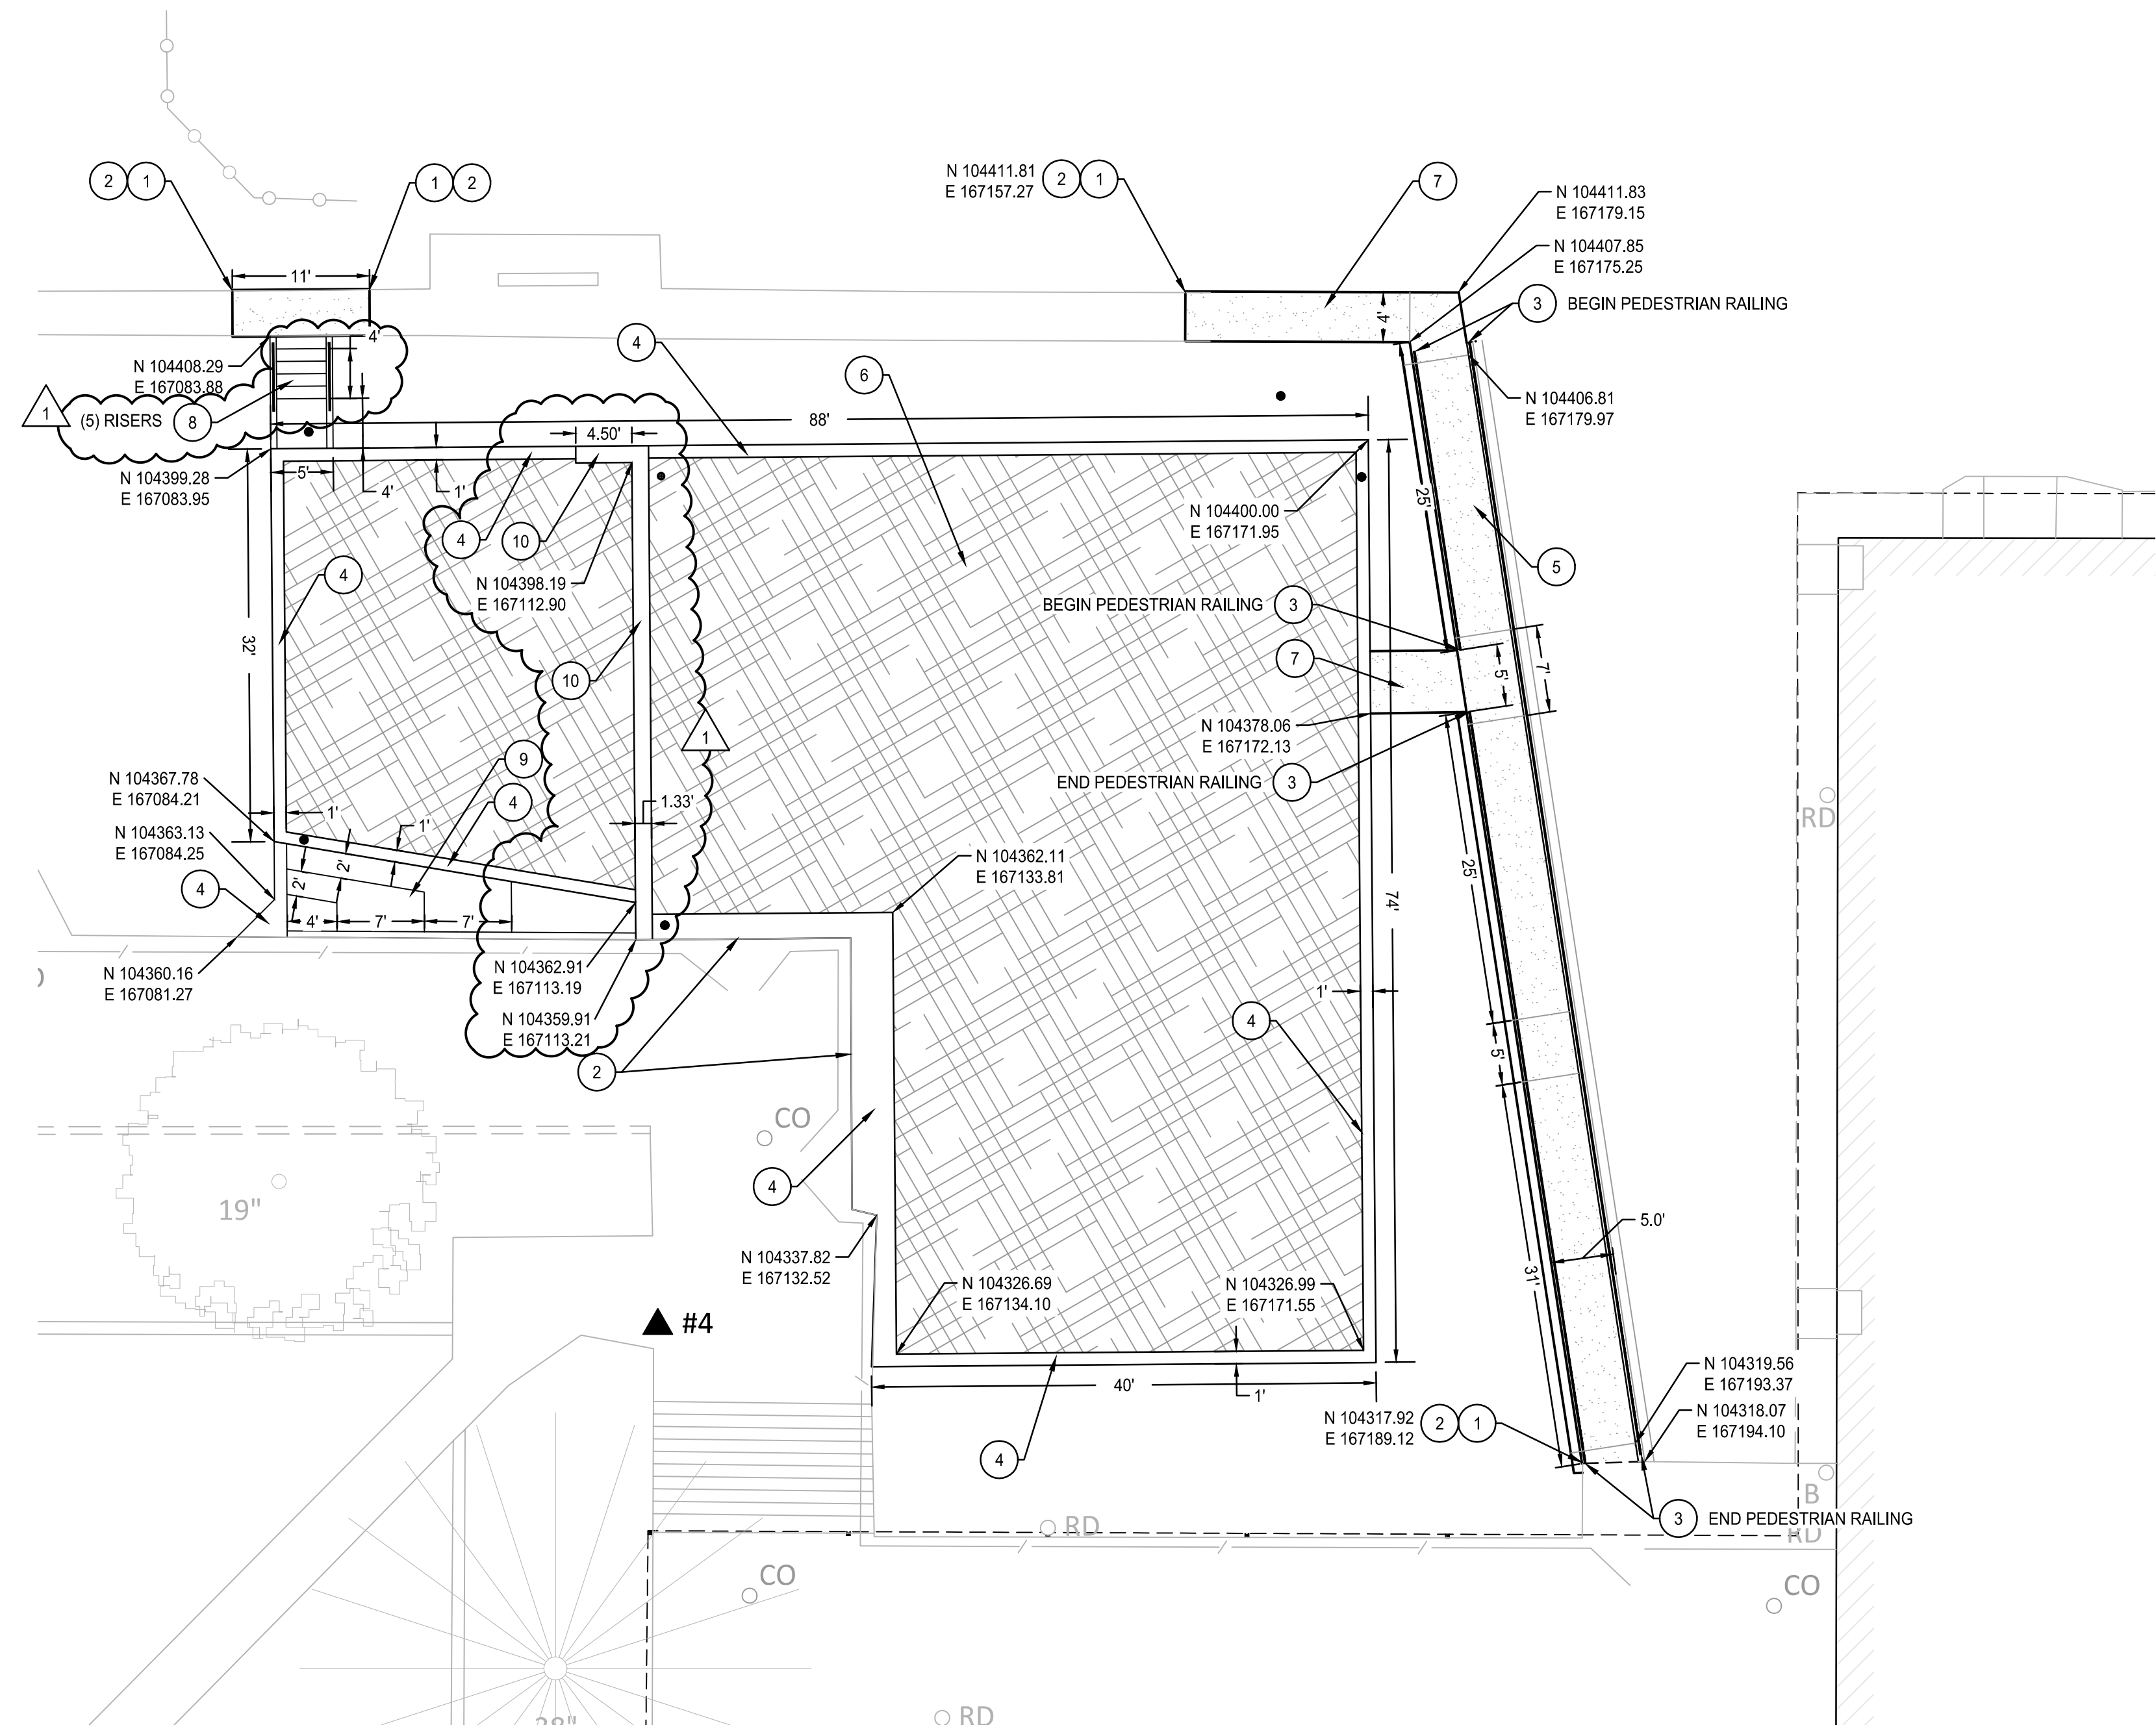 2
1
1
2
N 104411.81
E 167157.27
2
1
7
N 104411.83
E 167179.15
N 104407.85
E 167175.25
11'
4'
3
BEGIN PEDESTRIAN RAILING
4'
4
6
N 104408.29
E 167083.88
N 104406.81
E 167179.97
1
(5) RISERS
8
88'
4.50'
5'
4'
1'
N 104399.28
E 167083.95
25'
N 104400.00
E 167171.95
4
10
5
4
N 104398.19
E 167112.90
BEGIN PEDESTRIAN RAILING
3
32'
7
5'
7'
10
N 104378.06
E 167172.13
1
9
END PEDESTRIAN RAILING
3
N 104367.78
E 167084.21
4
1.33'
RD
1'
1'
N 104363.13
E 167084.25
N 104362.11
E 167133.81
2'
2'
4
25'
74'
4'
7'
7'
N 104360.16
E 167081.27
N 104362.91
E 167113.19
1'
N 104359.91
E 167113.21
4
2
5'
CO
4
19"
5.0'
N 104337.82
E 167132.52
N 104326.69
E 167134.10
N 104326.99
E 167171.55
31'
#4
N 104319.56
E 167193.37
40'
1'
N 104317.92
E 167189.12
2
1
N 104318.07
E 167194.10
4
B
3
END PEDESTRIAN RAILING
RD
RD
CO
CO
28"
RD